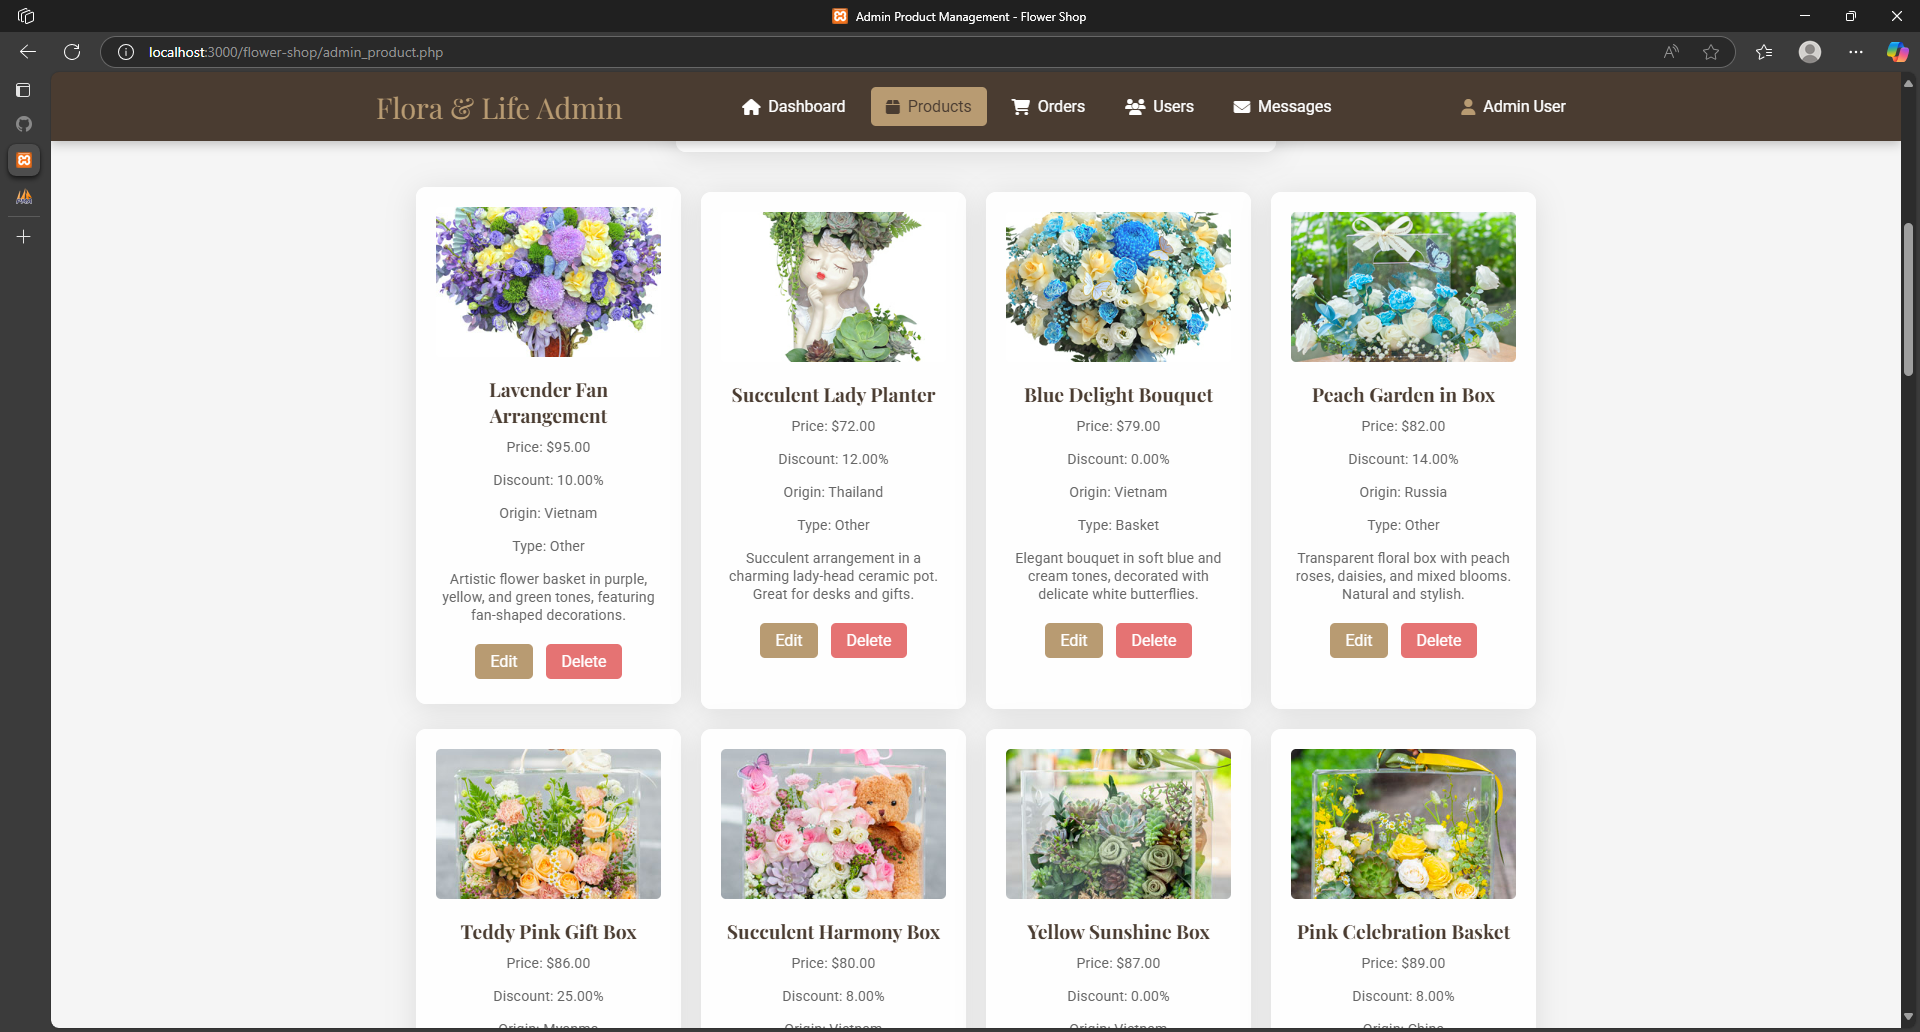 Admin Product Management - Flower Shop
localhost:3000/flower-shop/admin_product.php
Flora & Life Admin
Dashboard
Products
Orders
Users
Messages
Admin User
Lavender Fan
Arrangement
Price: $95.00
Discount: 10.00%
Origin: Vietnam
Type: Other
Artistic flower basket in purple,
yellow, and green tones, featuring
fan-shaped decorations.
Edit
Delete
Succulent Lady Planter
Price: $72.00
Discount: 12.00%
Origin: Thailand
Type: Other
Succulent arrangement in a
charming lady-head ceramic pot.
Great for desks and gifts.
Edit
Delete
Blue Delight Bouquet
Price: $79.00
Discount: 0.00%
Origin: Vietnam
Type: Basket
Elegant bouquet in soft blue and
cream tones, decorated with
delicate white butterflies.
Edit
Delete
Peach Garden in Box
Price: $82.00
Discount: 14.00%
Origin: Russia
Type: Other
Transparent floral box with peach
roses, daisies, and mixed blooms.
Natural and stylish.
Edit
Delete
Teddy Pink Gift Box
Price: $86.00
Discount: 25.00%
Succulent Harmony Box
Price: $80.00
Discount: 8.00%
Origin: Vietnam
Yellow Sunshine Box
Price: $87.00
Discount: 0.00%
Origin: Vietnam
Pink Celebration Basket
Price: $89.00
Discount: 8.00%
Origin: China